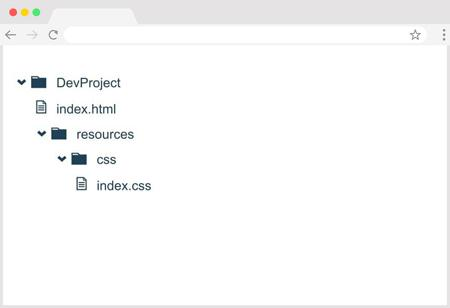 DevProject
index.html
resources
css
index.css